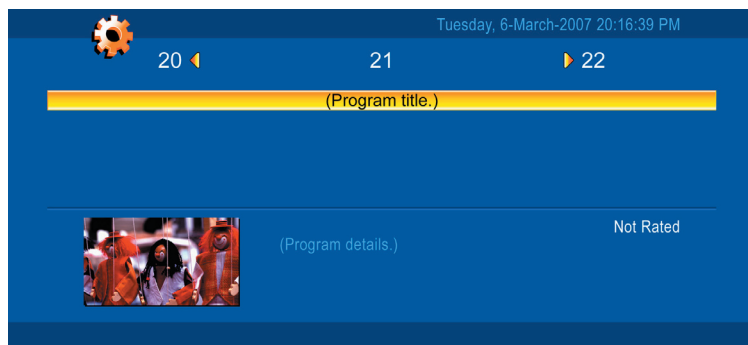 Tuesday, 6-March-2007 20:16:39 PM
20 21 22
(Program title.)
Not Rated
(Program details.)